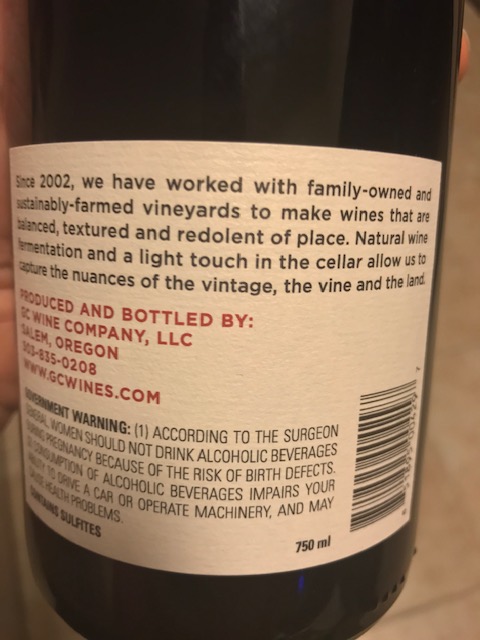 Since 2002, we have worked with family-owned and
sustainably-farmed vineyards to make wines that are
balanced, textured and redolent of place. Natural wine
fermentation and a light touch in the cellar allow us to
capture the nuances of the vintage, the vine and the land.
PRODUCED AND BOTTLED BY:
GC WINE COMPANY, LLC
SALEM, OREGON
503-835-0208
WWW.GCWINES.COM
GOVERNMENT WARNING: (1) ACCORDING TO THE SURGEON
GENERAL, WOMEN SHOULD NOT DRINK ALCOHOLIC BEVERAGES
DURING PREGNANCY BECAUSE OF THE RISK OF BIRTH DEFECTS.
CONSUMPTION OF ALCOHOLIC BEVERAGES IMPAIRS YOUR
ABILITY TO DRIVE A CAR OR OPERATE MACHINERY, AND MAY
CAUSE HEALTH PROBLEMS.
CONTAINS SULFITES
750 ml